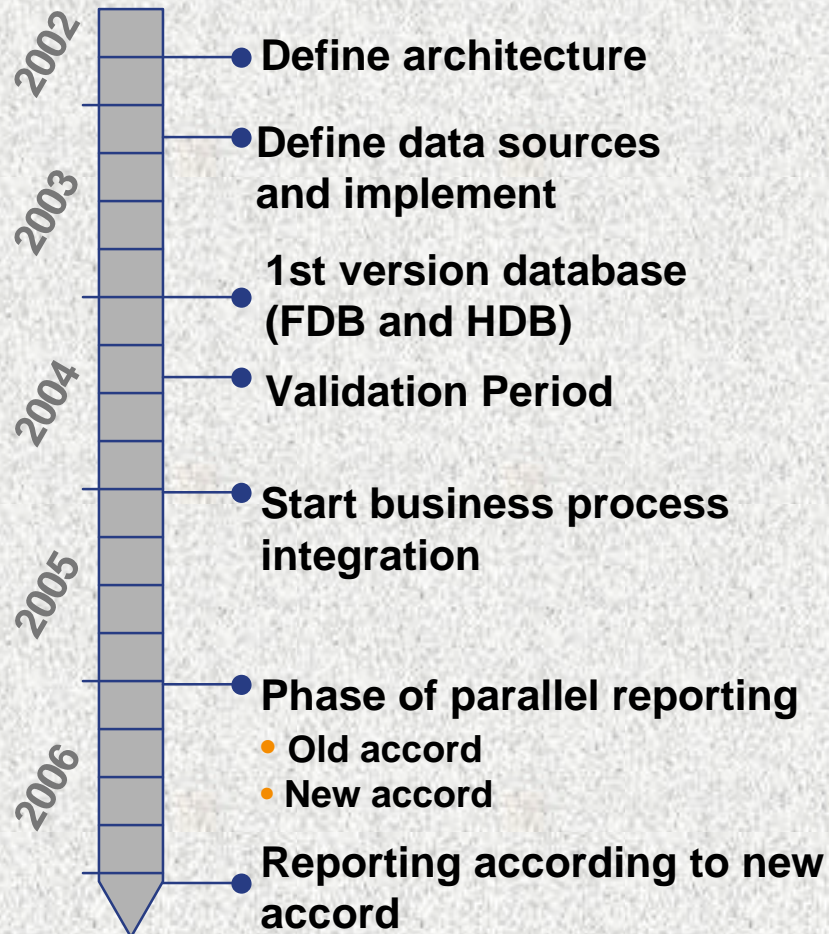 2002
Define architecture
Define data sources
and implement
2003
1st version database
(FDB and HDB)
2004
Validation Period
Start business process
integration
2005
Phase of parallel reporting
• Old accord
• New accord
2006
Reporting according to new
accord